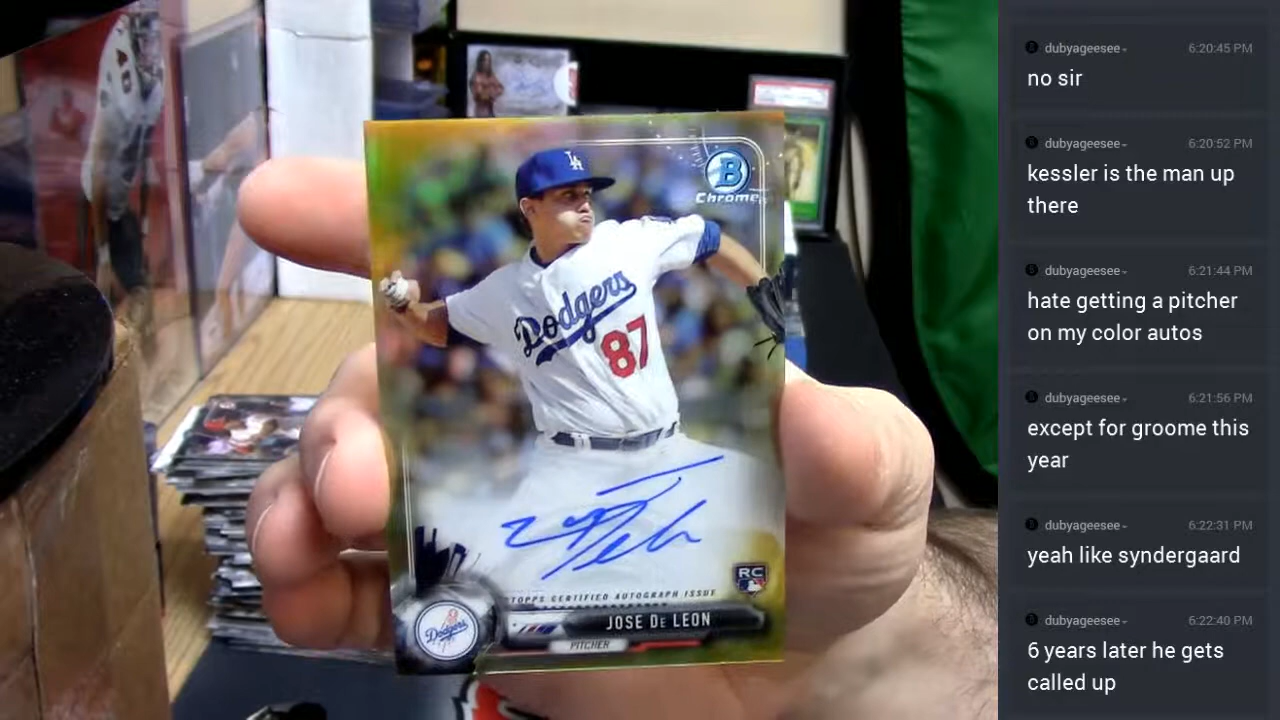 LA
B
Chrome
Dodgers
87
TOPPS CERTIFIED AUTOGRAPH ISSUE
RC
Dodgers
JOSE De LEON
PITCHER
dubyageesee 6:20:45 PM
no sir
dubyageesee 6:20:52 PM
kessler is the man up
there
dubyageesee 6:21:44 PM
hate getting a pitcher
on my color autos
dubyageesee 6:21:56 PM
except for groome this
year
dubyageesee 6:22:31 PM
yeah like syndergaard
dubyageesee 6:22:40 PM
6 years later he gets
called up